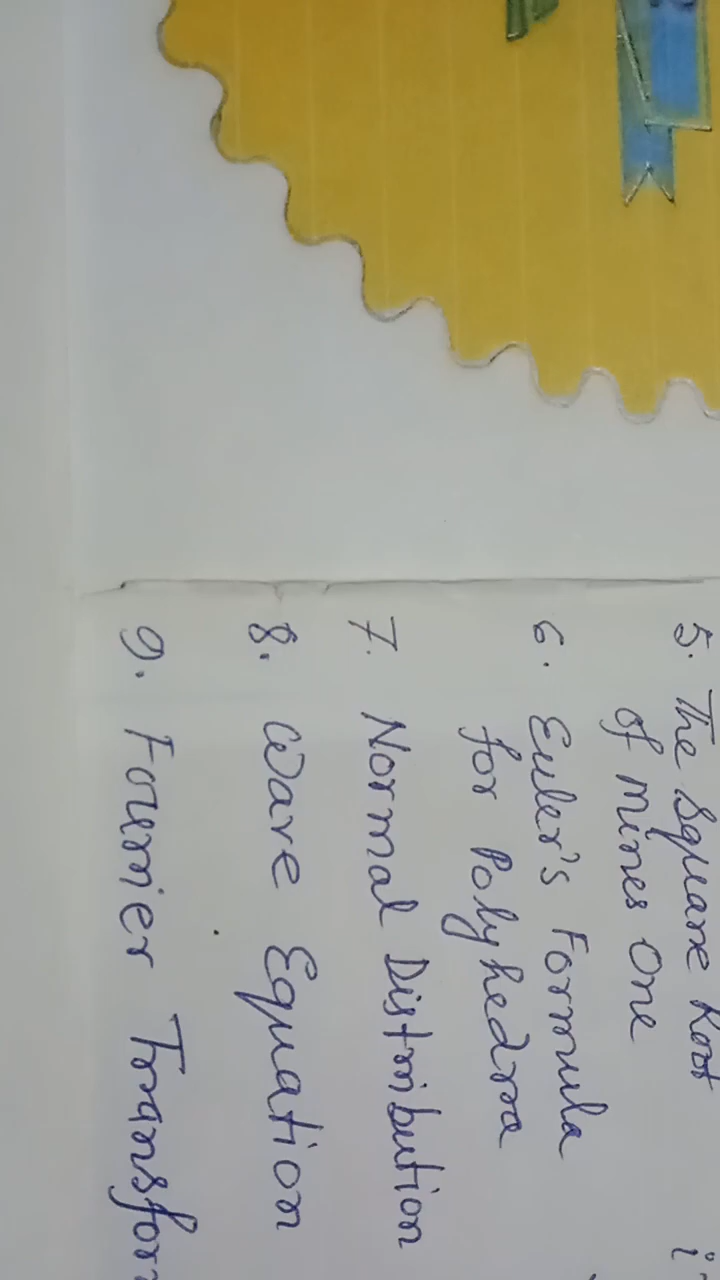 5. The Square Root
of Mines One
6. Euler's Formula
for Polyhedra
7. Normal Distribution
8. Wave Equation
9. Fourier